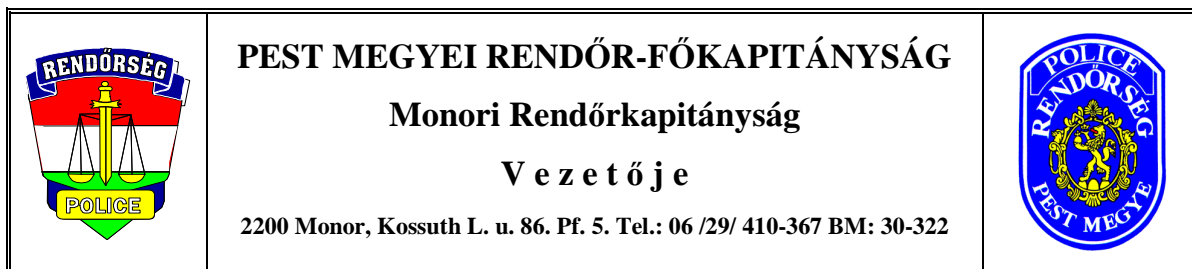 RENDŐRSÉG
POLICE
PEST MEGYEI RENDŐR-FŐKAPITÁNYSÁG
Monori Rendőrkapitányság
V e z e t ő j e
2200 Monor, Kossuth L. u. 86. Pf. 5. Tel.: 06 /29/ 410-367 BM: 30-322
POLICE
RENDŐRSÉG
PEST MEGYE